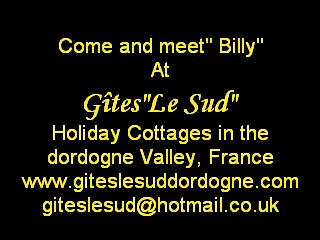 Come and meet" Billy"
At
Gîtes"Le Sud"
Holiday Cottages in the
dordogne Valley, France
www.giteslesuddordogne.com
giteslesud@hotmail.co.uk